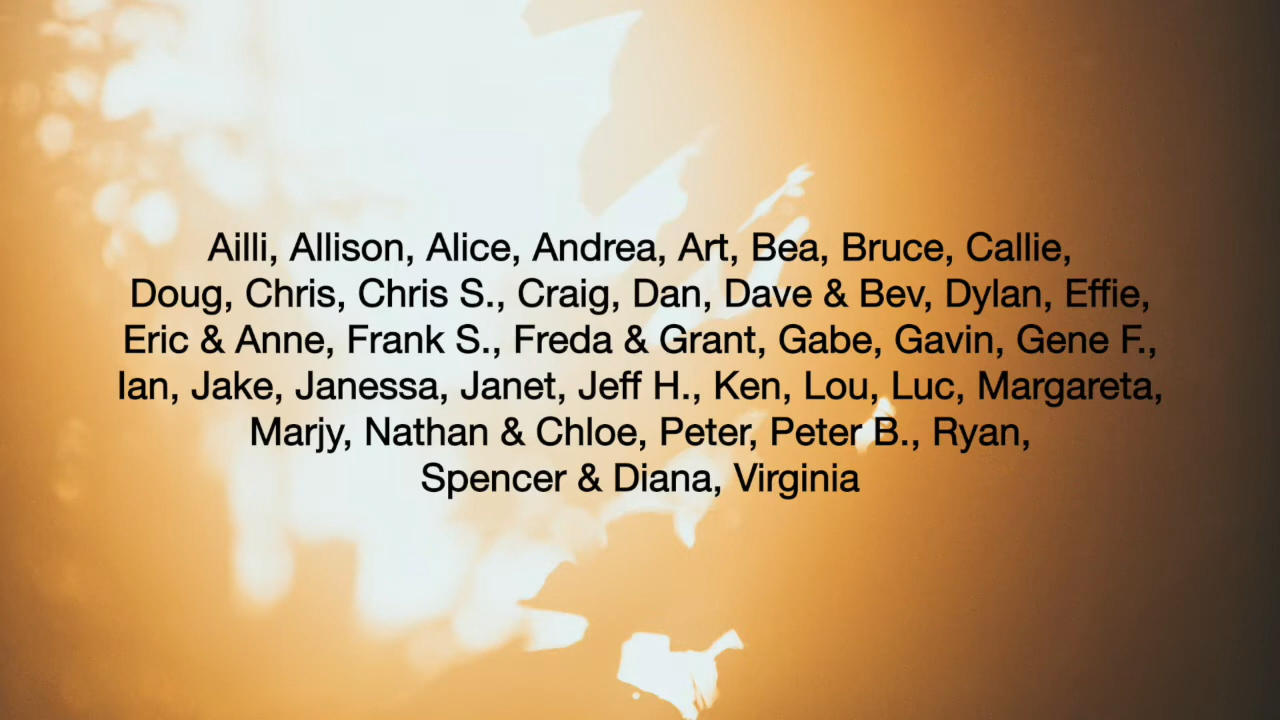 Ailli, Allison, Alice, Andrea, Art, Bea, Bruce, Callie,
Doug, Chris, Chris S., Craig, Dan, Dave & Bev, Dylan, Effie,
Eric & Anne, Frank S., Freda & Grant, Gabe, Gavin, Gene F.,
Ian, Jake, Janessa, Janet, Jeff H., Ken, Lou, Luc, Margareta,
Marjy, Nathan & Chloe, Peter, Peter B., Ryan,
Spencer & Diana, Virginia